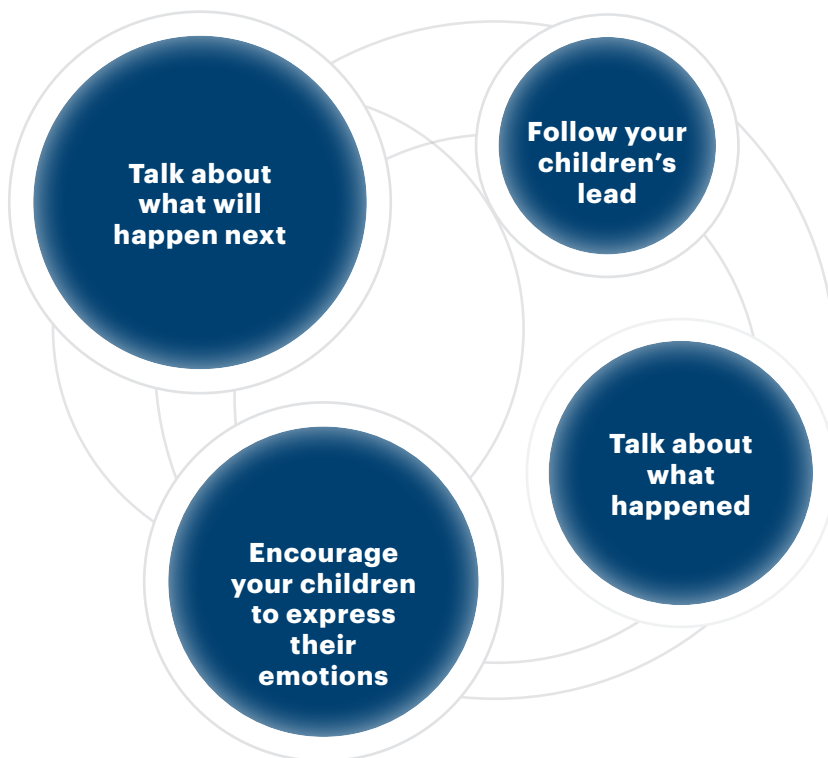 Talk about
what will
happen next
Follow your
children’s
lead
Talk about
what
happened
Encourage
your children
to express
their
emotions